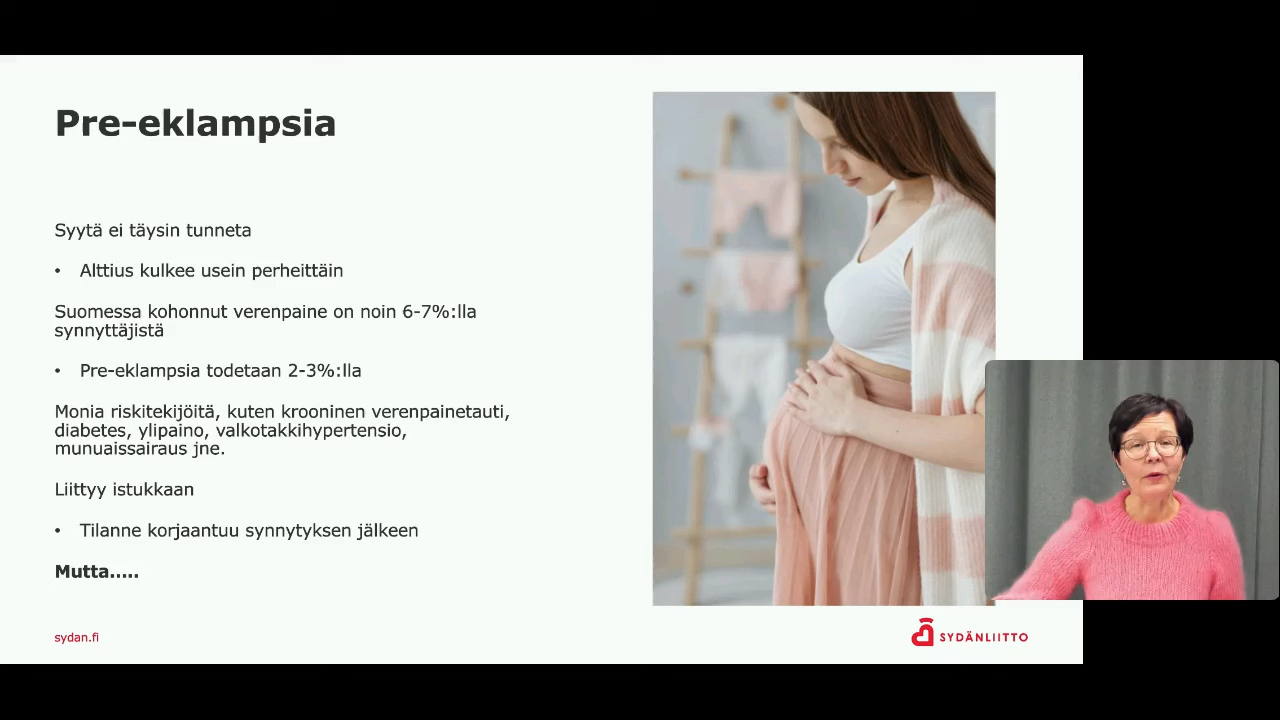 Pre-eklampsia
Syytä ei täysin tunneta
• Alttius kulkee usein perheittäin
Suomessa kohonnut verenpaine on noin 6-7%:lla
synnyttäjistä
• Pre-eklampsia todetaan 2-3%:lla
Monia riskitekijöitä, kuten krooninen verenpainetauti,
diabetes, ylipaino, valkotakkihypertensio,
munuaissairaus jne.
Liittyy istukkaan
• Tilanne korjaantuu synnytyksen jälkeen
Mutta.....
sydan.fi
SYDÄNLIITTO